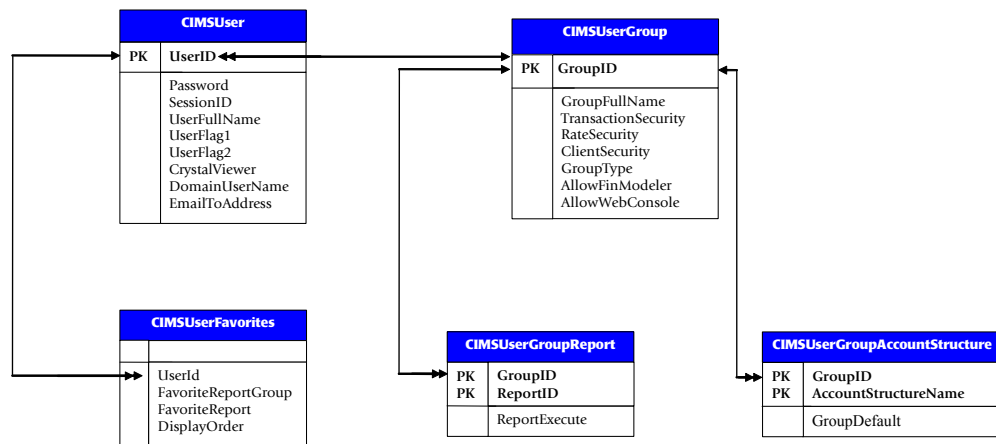 CIMSUser
PK UserID
Password
SessionID
UserFullName
UserFlag1
UserFlag2
CrystalViewer
DomainUserName
EmailToAddress
CIMSUserGroup
PK GroupID
GroupFullName
TransactionSecurity
RateSecurity
ClientSecurity
GroupType
AllowFinModeler
AllowWebConsole
CIMSUserFavorites
UserId
FavoriteReportGroup
FavoriteReport
DisplayOrder
CIMSUserGroupReport
PK GroupID
PK ReportID
ReportExecute
CIMSUserGroupAccountStructure
PK GroupID
PK AccountStructureName
GroupDefault